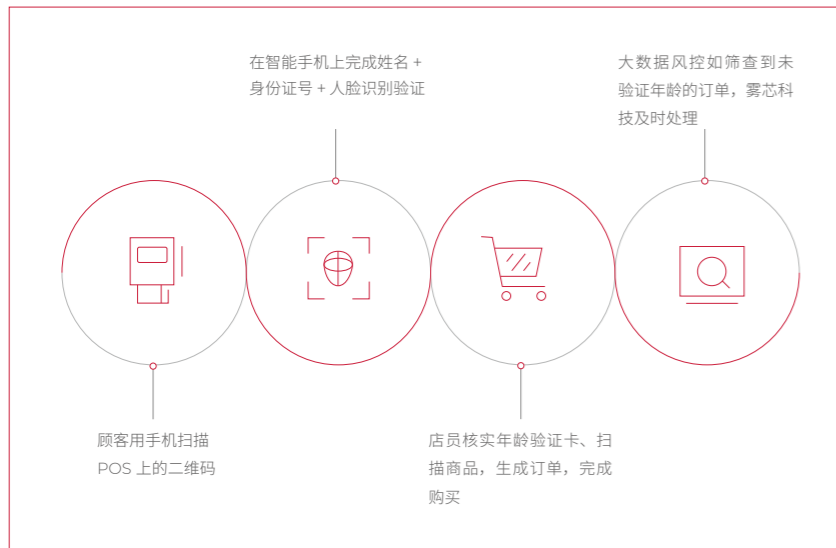 顾客用手机扫描
POS 上的二维码
在智能手机上完成姓名 +
身份证号 + 人脸识别验证
店员核实年龄验证卡、扫
描商品，生成订单，完成
购买
大数据风控如筛查到未
验证年龄的订单，雾芯科
技及时处理